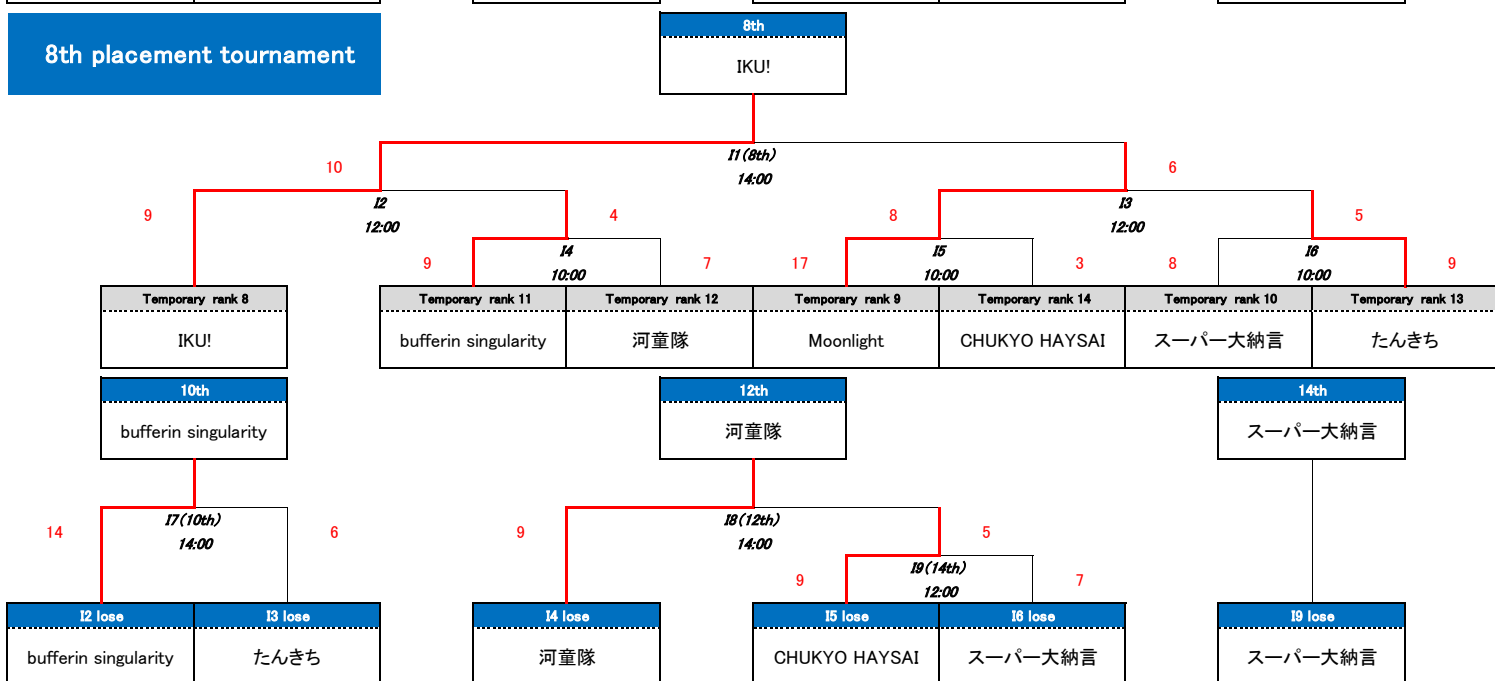 8th placement tournament
8th
IKU!
I1(8th)
14:00
10
6
I2
12:00
I3
12:00
9
4
8
5
I4
10:00
I5
10:00
I6
10:00
9
7
17
3
8
9
Temporary rank 8
Temporary rank 11
Temporary rank 12
Temporary rank 9
Temporary rank 14
Temporary rank 10
Temporary rank 13
IKU!
bufferin singularity
河童隊
Moonlight
CHUKYO HAYSAI
スーパー大納言
たんきち
10th
12th
14th
bufferin singularity
河童隊
スーパー大納言
I7(10th)
14:00
I8(12th)
14:00
14
6
9
5
I9(14th)
12:00
9
7
I2 lose
I3 lose
I4 lose
I5 lose
I6 lose
I9 lose
bufferin singularity
たんきち
河童隊
CHUKYO HAYSAI
スーパー大納言
スーパー大納言